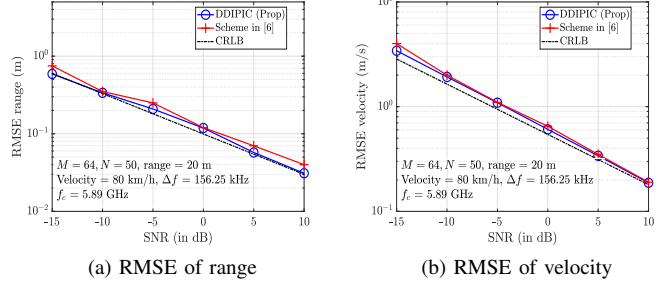 DDIPIC (Prop)
Scheme in [6]
CRLB
RMSE range (m)
10^0
10^-1
10^-2
M = 64, N = 50, range = 20 m
Velocity = 80 km/h, Δf = 156.25 kHz
f_c = 5.89 GHz
-15 -10 -5 0 5 10
SNR (in dB)
(a) RMSE of range
DDIPIC (Prop)
Scheme in [6]
CRLB
RMSE velocity (m/s)
10^1
10^0
10^-1
M = 64, N = 50, range = 20 m
Velocity = 80 km/h, Δf = 156.25 kHz
f_c = 5.89 GHz
-15 -10 -5 0 5 10
SNR (in dB)
(b) RMSE of velocity